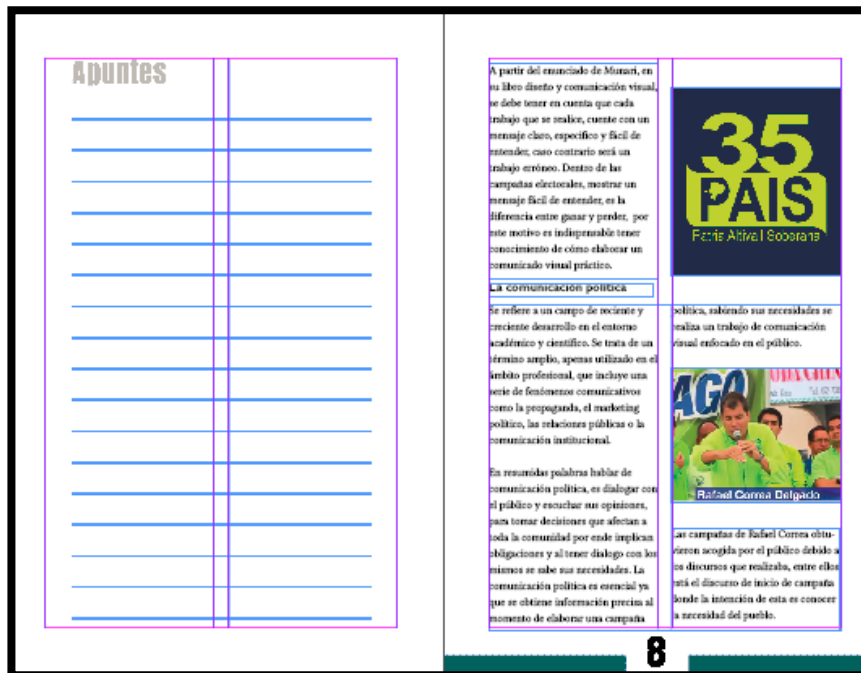 Apuntes
A partir del enunciado de Munari, en
su libro diseño y comunicación visual,
se debe tener en cuenta que cada
trabajo que se realice, cuente con un
mensaje claro, específico y fácil de
entender, caso contrario será un
trabajo erróneo. Dentro de las
campañas electorales, mostrar un
mensaje fácil de entender, es la
diferencia entre ganar y perder, por
este motivo es indispensable tener
conocimiento de cómo elaborar un
comunicado visual práctico.
La comunicación política
Se refiere a un campo de reciente y
creciente desarrollo en el entorno
académico y científico. Se trata de un
término amplio, apenas utilizado en el
ámbito profesional, que incluye una
serie de fenómenos comunicativos
como la propaganda, el marketing
político, las relaciones públicas o la
comunicación institucional.
En resumidas palabras hablar de
comunicación política, es dialogar con
el público y escuchar sus opiniones,
para tomar decisiones que afectan a
toda la comunidad por ende implican
obligaciones y al tener dialogo con los
mismos se sabe sus necesidades. La
comunicación política es esencial ya
que se obtiene información precisa al
momento de elaborar una campaña
35
PAIS
Patria Altiva I Soberana
política, sabiendo sus necesidades se
realiza un trabajo de comunicación
visual enfocado en el público.
AGO
Rafael Correa Delgado
Las campañas de Rafael Correa obtu-
vieron acogida por el público debido a
los discursos que realizaba, entre ellos
está el discurso de inicio de campaña
donde la intención de esta es conocer
la necesidad del pueblo.
8